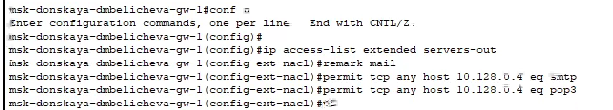 msk-donskaya-dmbelicheva-gw-1#conf t
Enter configuration commands, one per line. End with CNTL/Z.
msk-donskaya-dmbelicheva-gw-1(config)#
msk-donskaya-dmbelicheva-gw-1(config)#ip access-list extended servers-out
msk-donskaya-dmbelicheva-gw-1(config-ext-nacl)#remark mail
msk-donskaya-dmbelicheva-gw-1(config-ext-nacl)#permit tcp any host 10.128.0.4 eq smtp
msk-donskaya-dmbelicheva-gw-1(config-ext-nacl)#permit tcp any host 10.128.0.4 eq pop3
msk-donskaya-dmbelicheva-gw-1(config-ext-nacl)#